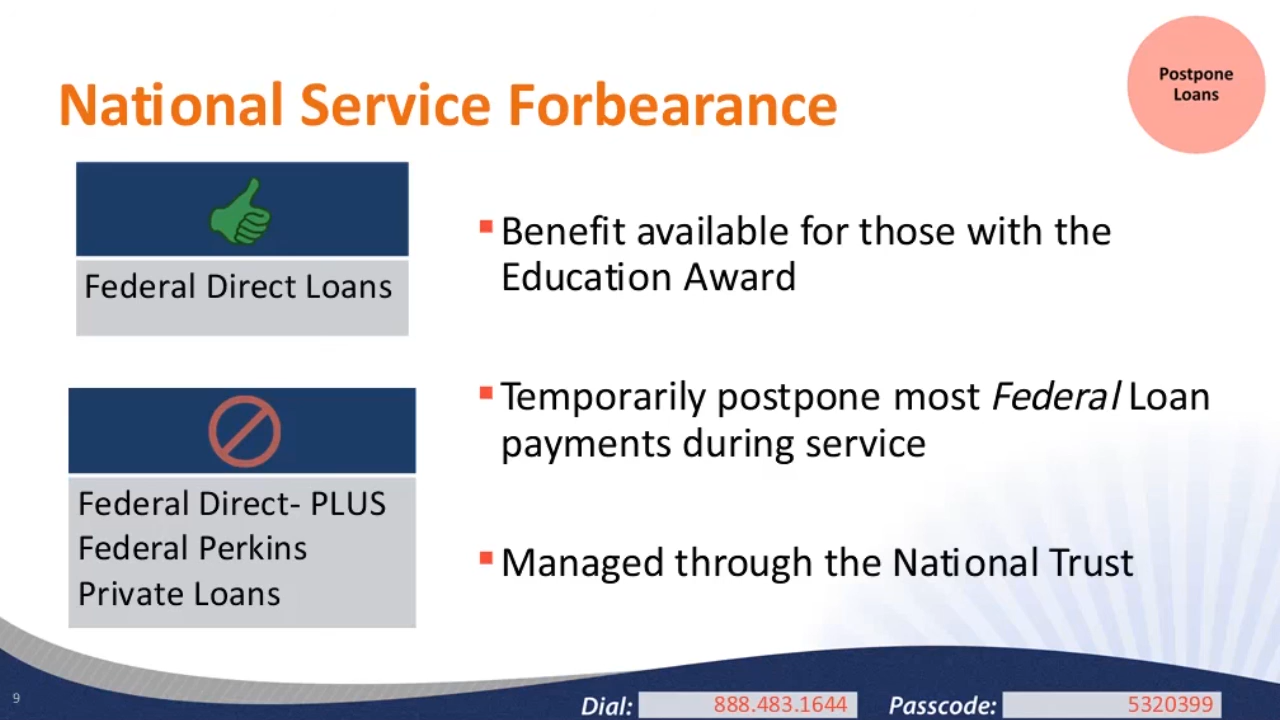 Postpone
Loans
National Service Forbearance
Federal Direct Loans
Federal Direct- PLUS
Federal Perkins
Private Loans
▪Benefit available for those with the
Education Award
▪Temporarily postpone most Federal Loan
payments during service
▪Managed through the National Trust
9
Dial: 888.483.1644 Passcode: 5320399